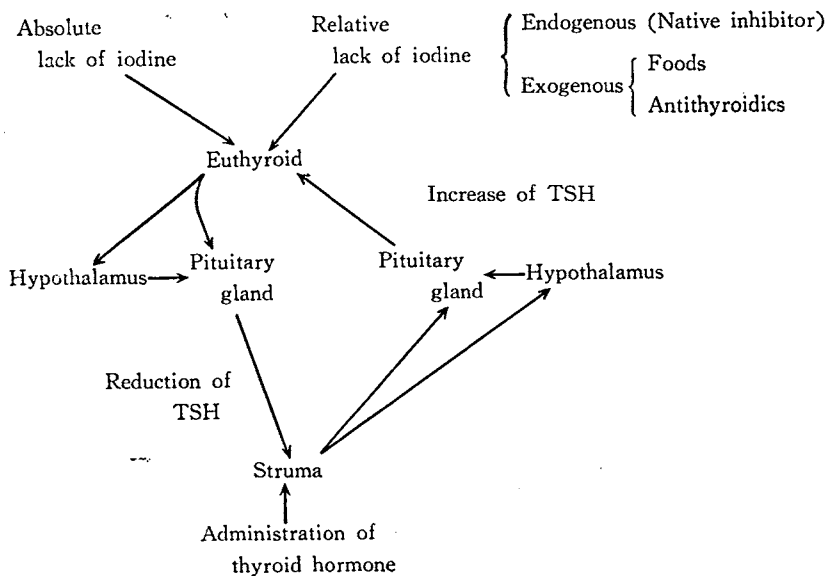 Absolute
lack of iodine
Relative
lack of iodine
Endogenous (Native inhibitor)
Exogenous
Foods
Antithyroidics
Euthyroid
Increase of TSH
Hypothalamus
Pituitary
gland
Pituitary
gland
Hypothalamus
Reduction of
TSH
Struma
Administration of
thyroid hormone